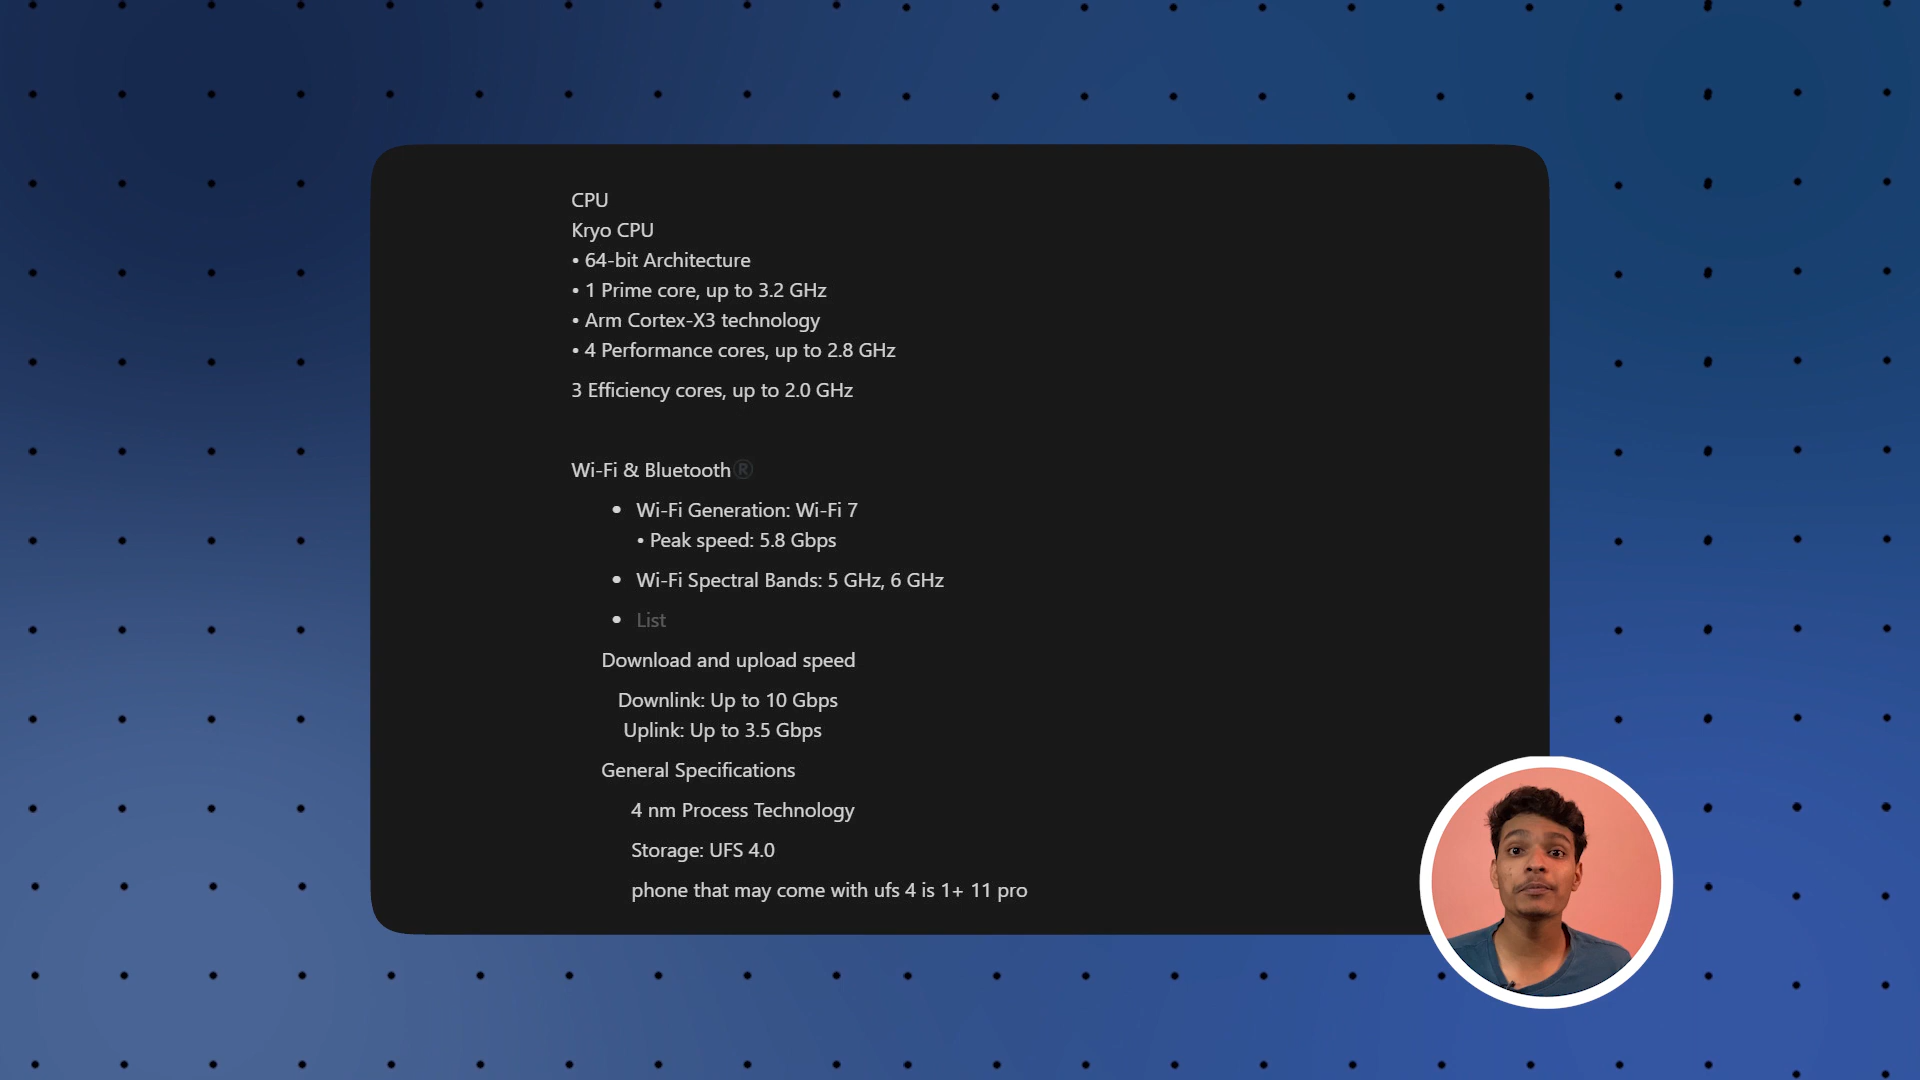 CPU
Kryo CPU
• 64-bit Architecture
• 1 Prime core, up to 3.2 GHz
• Arm Cortex-X3 technology
• 4 Performance cores, up to 2.8 GHz
3 Efficiency cores, up to 2.0 GHz
Wi-Fi & Bluetooth®
• Wi-Fi Generation: Wi-Fi 7
• Peak speed: 5.8 Gbps
• Wi-Fi Spectral Bands: 5 GHz, 6 GHz
• List
Download and upload speed
Downlink: Up to 10 Gbps
Uplink: Up to 3.5 Gbps
General Specifications
4 nm Process Technology
Storage: UFS 4.0
phone that may come with ufs 4 is 1+ 11 pro